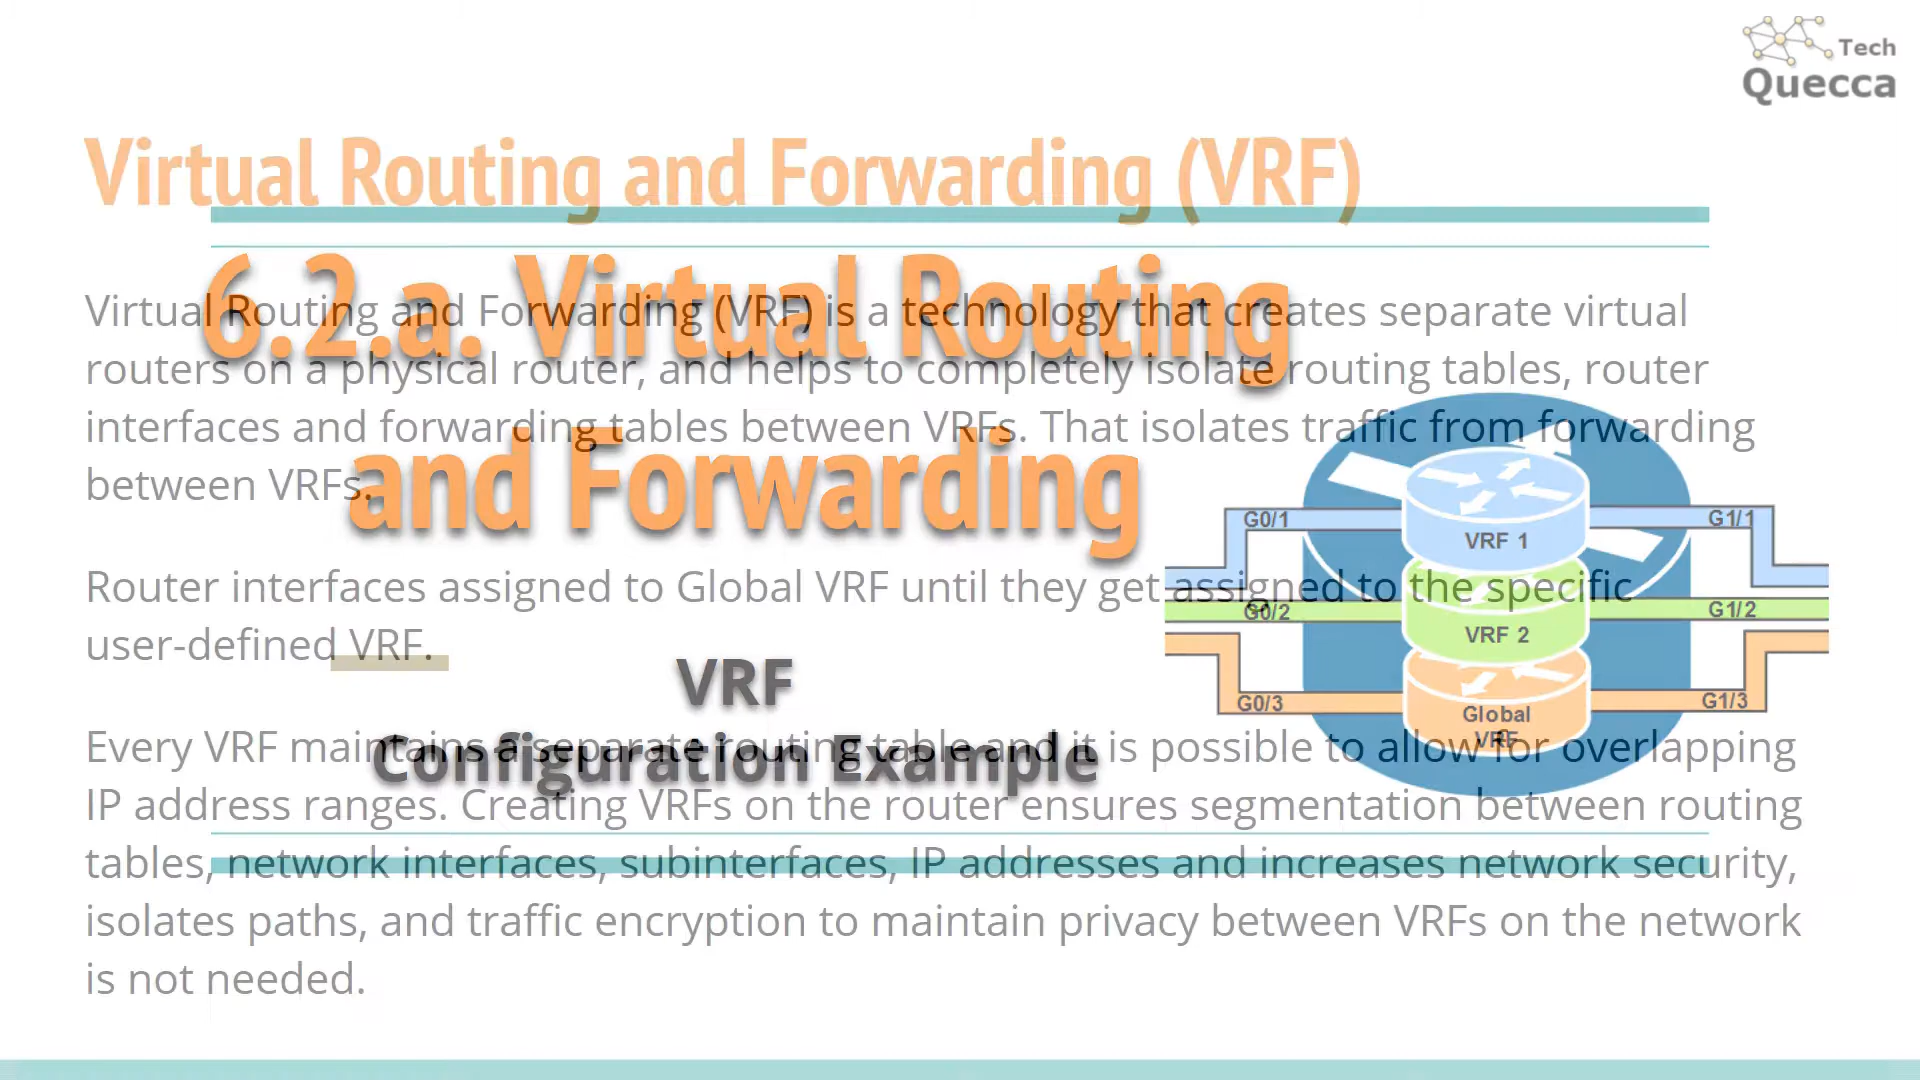 Tech
Quecca
Virtual Routing and Forwarding (VRF)
6.2.a. Virtual Routing
and Forwarding
VRF
Configuration Example
Virtual Routing and Forwarding (VRF) is a technology that creates separate virtual
routers on a physical router, and helps to completely isolate routing tables, router
interfaces and forwarding tables between VRFs. That isolates traffic from forwarding
between VRFs.
Router interfaces assigned to Global VRF until they get assigned to the specific
user-defined VRF.
Every VRF maintains a separate routing table and it is possible to allow for overlapping
IP address ranges. Creating VRFs on the router ensures segmentation between routing
tables, network interfaces, subinterfaces, IP addresses and increases network security,
isolates paths, and traffic encryption to maintain privacy between VRFs on the network
is not needed.
G0/1
VRF 1
G1/1
G0/2
VRF 2
G1/2
G0/3
Global
VRF
G1/3